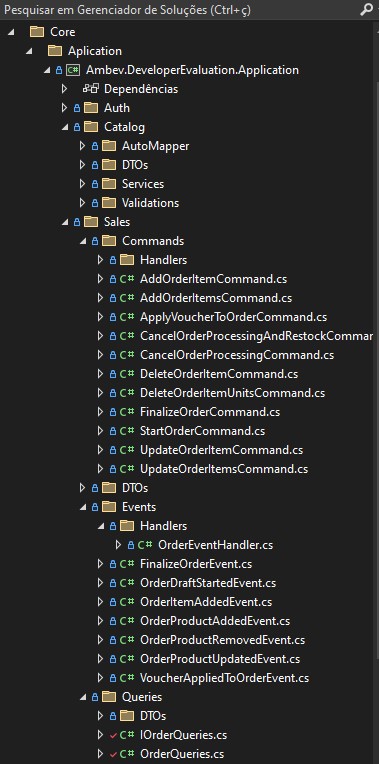 Pesquisar em Gerenciador de Soluções (Ctrl+ç)
Core
Aplication
C# Ambev.DeveloperEvaluation.Application
Dependências
Auth
Catalog
AutoMapper
DTOs
Services
Validations
Sales
Commands
Handlers
C# AddOrderItemCommand.cs
C# AddOrderItemsCommand.cs
C# ApplyVoucherToOrderCommand.cs
C# CancelOrderProcessingAndRestockCommar
C# CancelOrderProcessingCommand.cs
C# DeleteOrderItemCommand.cs
C# DeleteOrderItemUnitsCommand.cs
C# FinalizeOrderCommand.cs
C# StartOrderCommand.cs
C# UpdateOrderItemCommand.cs
C# UpdateOrderItemsCommand.cs
DTOs
Events
Handlers
C# OrderEventHandler.cs
C# FinalizeOrderEvent.cs
C# OrderDraftStartedEvent.cs
C# OrderItemAddedEvent.cs
C# OrderProductAddedEvent.cs
C# OrderProductRemovedEvent.cs
C# OrderProductUpdatedEvent.cs
C# VoucherAppliedToOrderEvent.cs
Queries
DTOs
C# IOrderQueries.cs
C# OrderQueries.cs